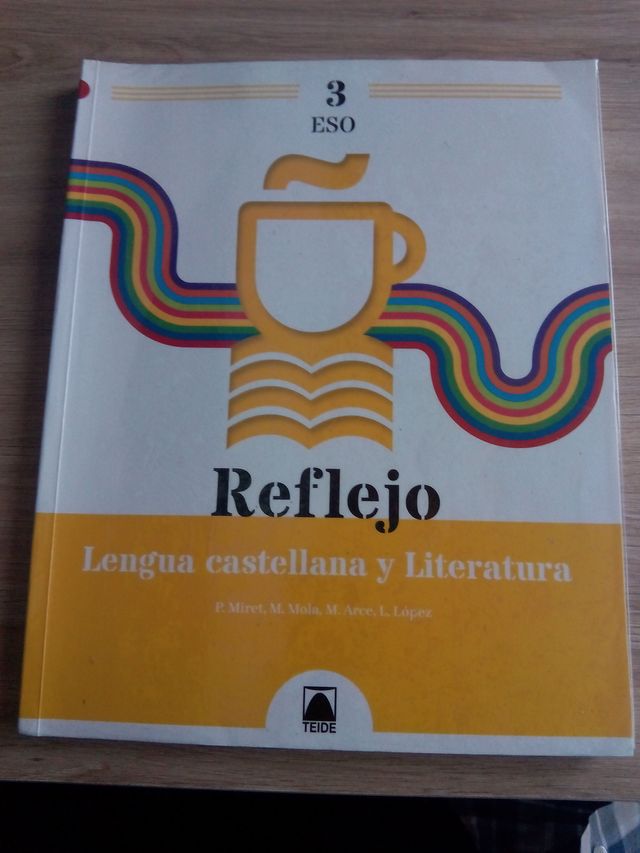 3
ESO
Reflejo
Lengua castellana y Literatura
P. Miret, M. Mola, M. Arce, L. López
TEIDE